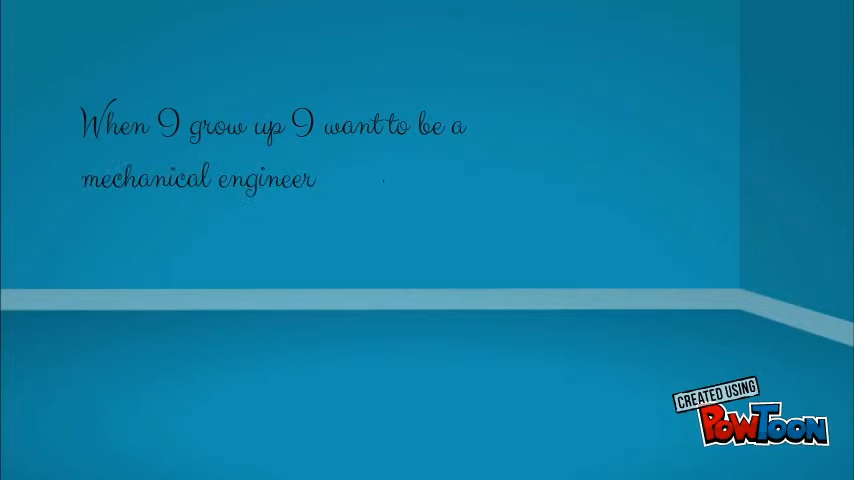 When I grow up I want to be a
mechanical engineer
CREATED USING
POWTOON